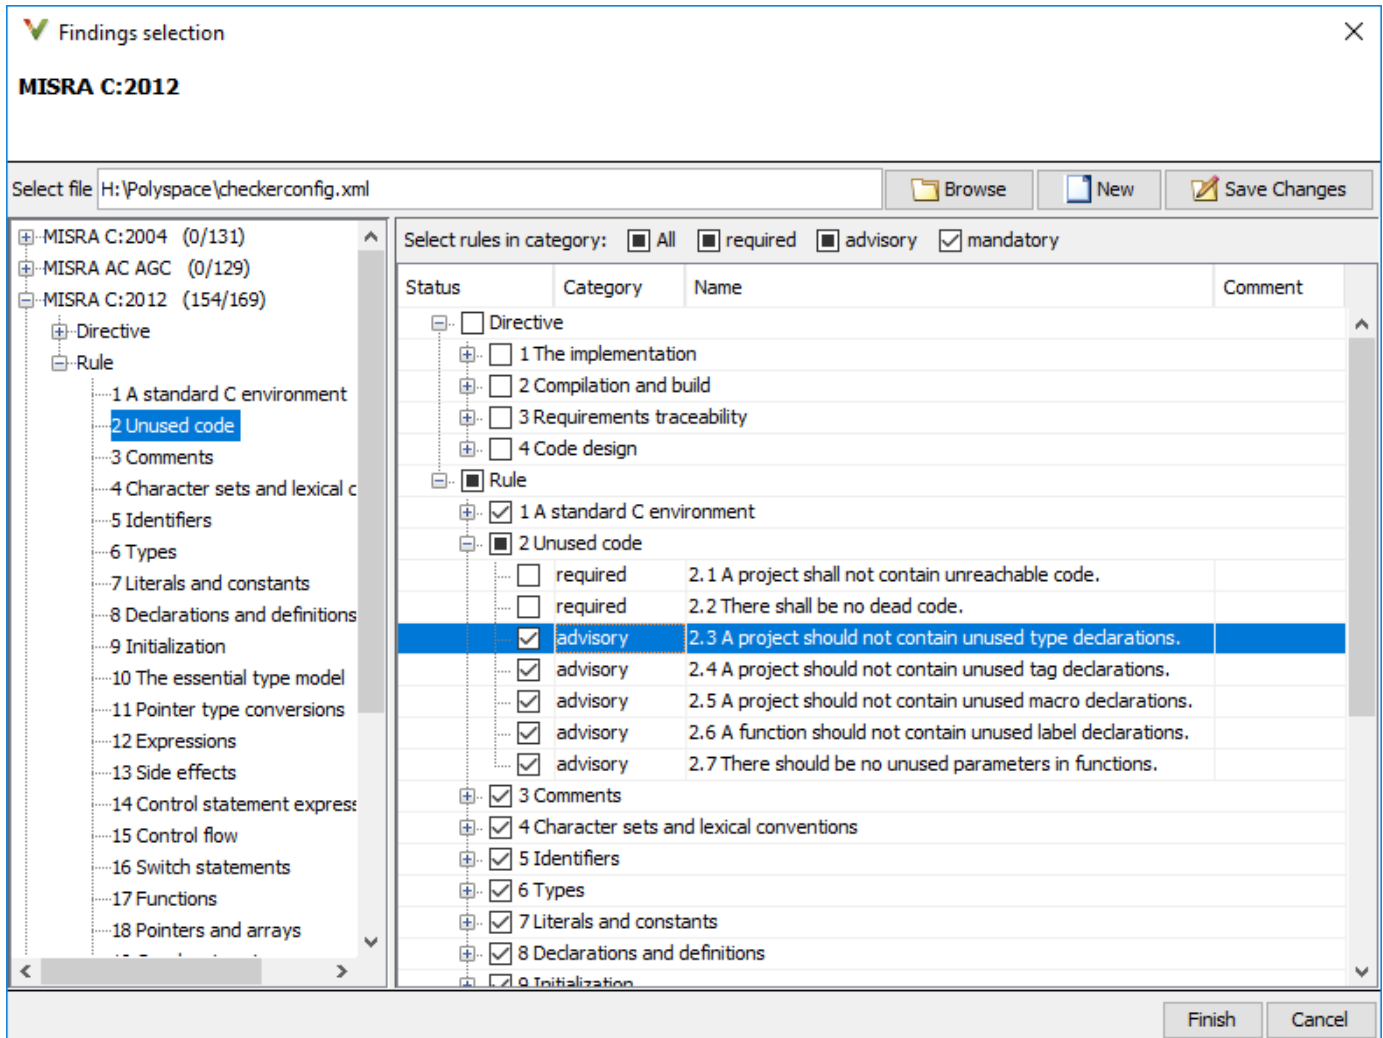 Findings selection
MISRA C:2012
Select file H:\Polyspace\checkerconfig.xml Browse New Save Changes
MISRA C:2004 (0/131)
MISRA AC AGC (0/129)
MISRA C:2012 (154/169)
Directive
Rule
1 A standard C environment
2 Unused code
3 Comments
4 Character sets and lexical c
5 Identifiers
6 Types
7 Literals and constants
8 Declarations and definitions
9 Initialization
10 The essential type model
11 Pointer type conversions
12 Expressions
13 Side effects
14 Control statement express
15 Control flow
16 Switch statements
17 Functions
18 Pointers and arrays
Select rules in category: All required advisory mandatory
Status Category Name Comment
Directive
1 The implementation
2 Compilation and build
3 Requirements traceability
4 Code design
Rule
1 A standard C environment
2 Unused code
required 2.1 A project shall not contain unreachable code.
required 2.2 There shall be no dead code.
advisory 2.3 A project should not contain unused type declarations.
advisory 2.4 A project should not contain unused tag declarations.
advisory 2.5 A project should not contain unused macro declarations.
advisory 2.6 A function should not contain unused label declarations.
advisory 2.7 There should be no unused parameters in functions.
3 Comments
4 Character sets and lexical conventions
5 Identifiers
6 Types
7 Literals and constants
8 Declarations and definitions
9 Initialization
Finish Cancel